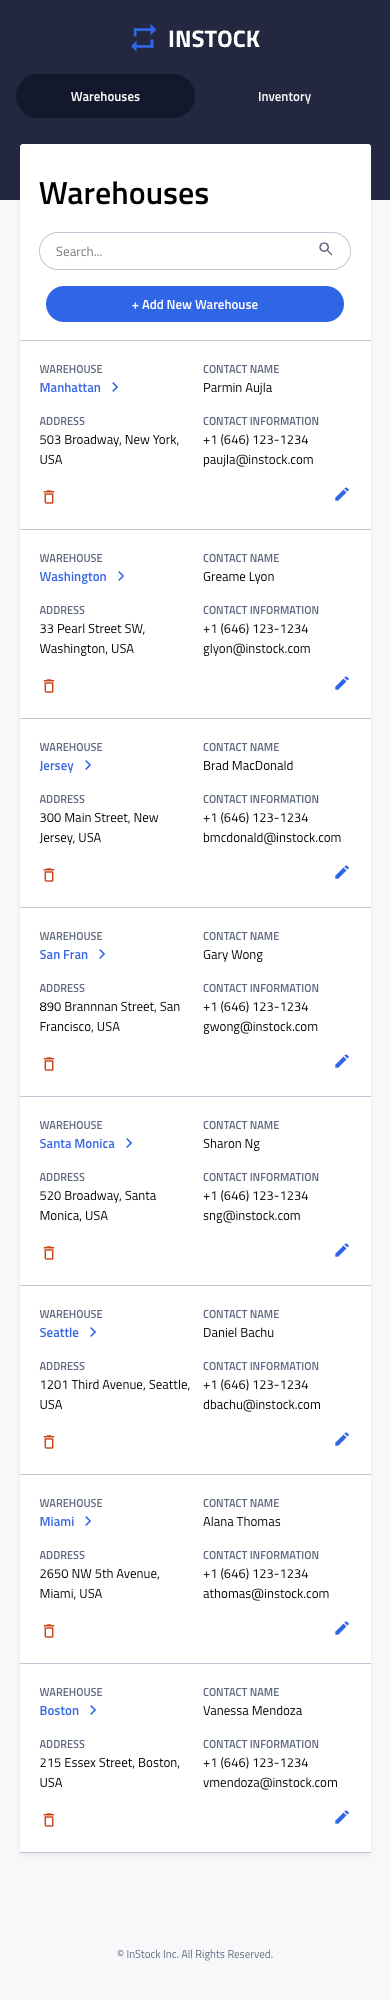 INSTOCK
Warehouses Inventory
Warehouses
Search...
+ Add New Warehouse
WAREHOUSE CONTACT NAME
Manhattan Parmin Aujla
ADDRESS CONTACT INFORMATION
503 Broadway, New York, +1 (646) 123-1234
USA paujla@instock.com
WAREHOUSE CONTACT NAME
Washington Greame Lyon
ADDRESS CONTACT INFORMATION
33 Pearl Street SW, +1 (646) 123-1234
Washington, USA glyon@instock.com
WAREHOUSE CONTACT NAME
Jersey Brad MacDonald
ADDRESS CONTACT INFORMATION
300 Main Street, New +1 (646) 123-1234
Jersey, USA bmcdonald@instock.com
WAREHOUSE CONTACT NAME
San Fran Gary Wong
ADDRESS CONTACT INFORMATION
890 Brannnan Street, San +1 (646) 123-1234
Francisco, USA gwong@instock.com
WAREHOUSE CONTACT NAME
Santa Monica Sharon Ng
ADDRESS CONTACT INFORMATION
520 Broadway, Santa +1 (646) 123-1234
Monica, USA sng@instock.com
WAREHOUSE CONTACT NAME
Seattle Daniel Bachu
ADDRESS CONTACT INFORMATION
1201 Third Avenue, Seattle, +1 (646) 123-1234
USA dbachu@instock.com
WAREHOUSE CONTACT NAME
Miami Alana Thomas
ADDRESS CONTACT INFORMATION
2650 NW 5th Avenue, +1 (646) 123-1234
Miami, USA athomas@instock.com
WAREHOUSE CONTACT NAME
Boston Vanessa Mendoza
ADDRESS CONTACT INFORMATION
215 Essex Street, Boston, +1 (646) 123-1234
USA vmendoza@instock.com
© InStock Inc. All Rights Reserved.